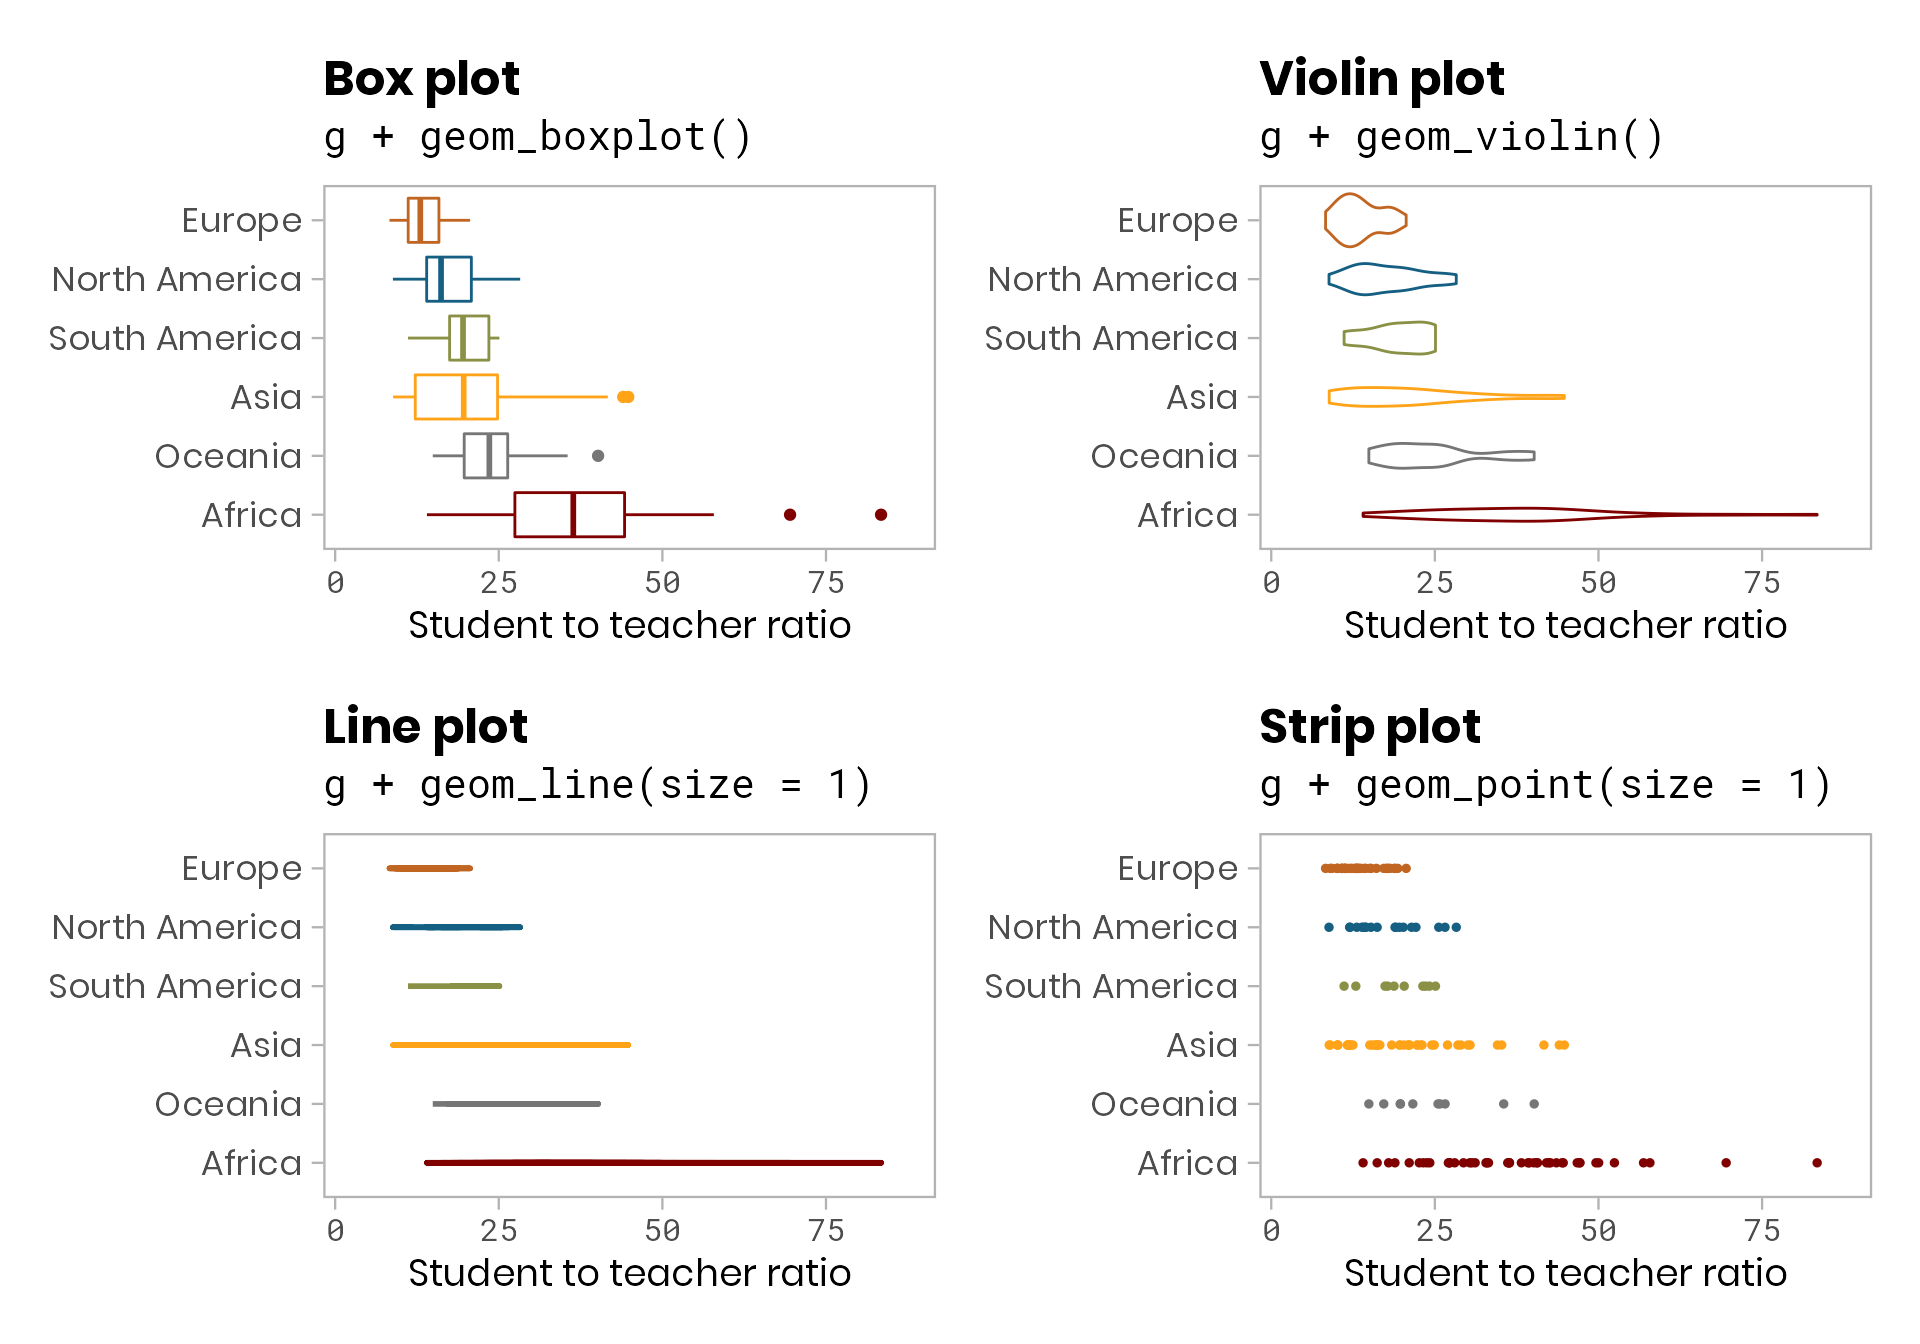 Box plot
g + geom_boxplot()
Europe
North America
South America
Asia
Oceania
Africa
0 25 50 75
Student to teacher ratio
Violin plot
g + geom_violin()
Europe
North America
South America
Asia
Oceania
Africa
0 25 50 75
Student to teacher ratio
Line plot
g + geom_line(size = 1)
Europe
North America
South America
Asia
Oceania
Africa
0 25 50 75
Student to teacher ratio
Strip plot
g + geom_point(size = 1)
Europe
North America
South America
Asia
Oceania
Africa
0 25 50 75
Student to teacher ratio